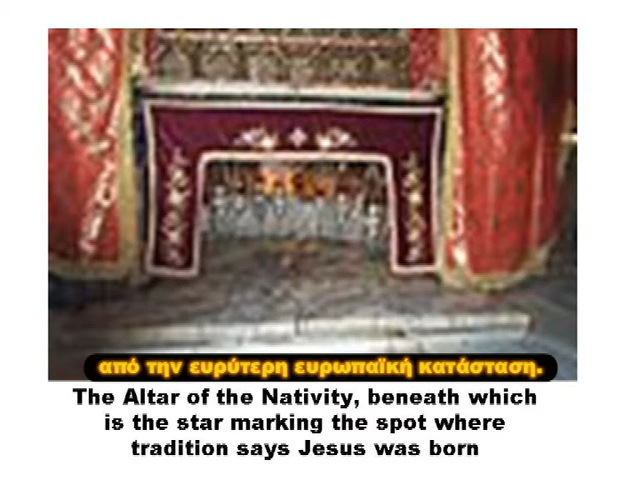 από την ευρύτερη ευρωπαϊκή κατάσταση.
The Altar of the Nativity, beneath which
is the star marking the spot where
tradition says Jesus was born